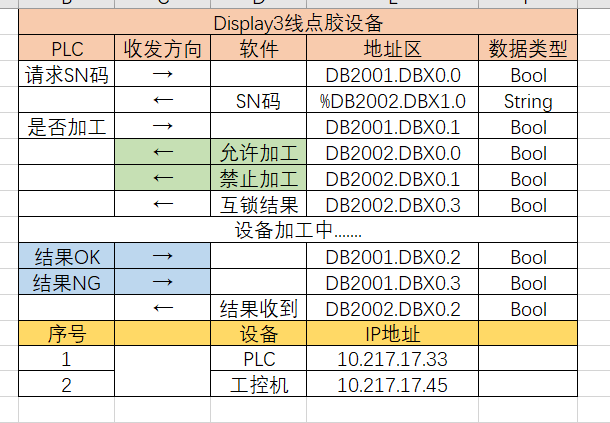 Display3线点胶设备
PLC 收发方向 软件 地址区 数据类型
请求SN码 → DB2001.DBX0.0 Bool
← SN码 %DB2002.DBX1.0 String
是否加工 → DB2001.DBX0.1 Bool
← 允许加工 DB2002.DBX0.0 Bool
← 禁止加工 DB2002.DBX0.1 Bool
← 互锁结果 DB2002.DBX0.3 Bool
设备加工中.......
结果OK → DB2001.DBX0.2 Bool
结果NG → DB2001.DBX0.3 Bool
← 结果收到 DB2002.DBX0.2 Bool
序号 设备 IP地址
1 PLC 10.217.17.33
2 工控机 10.217.17.45